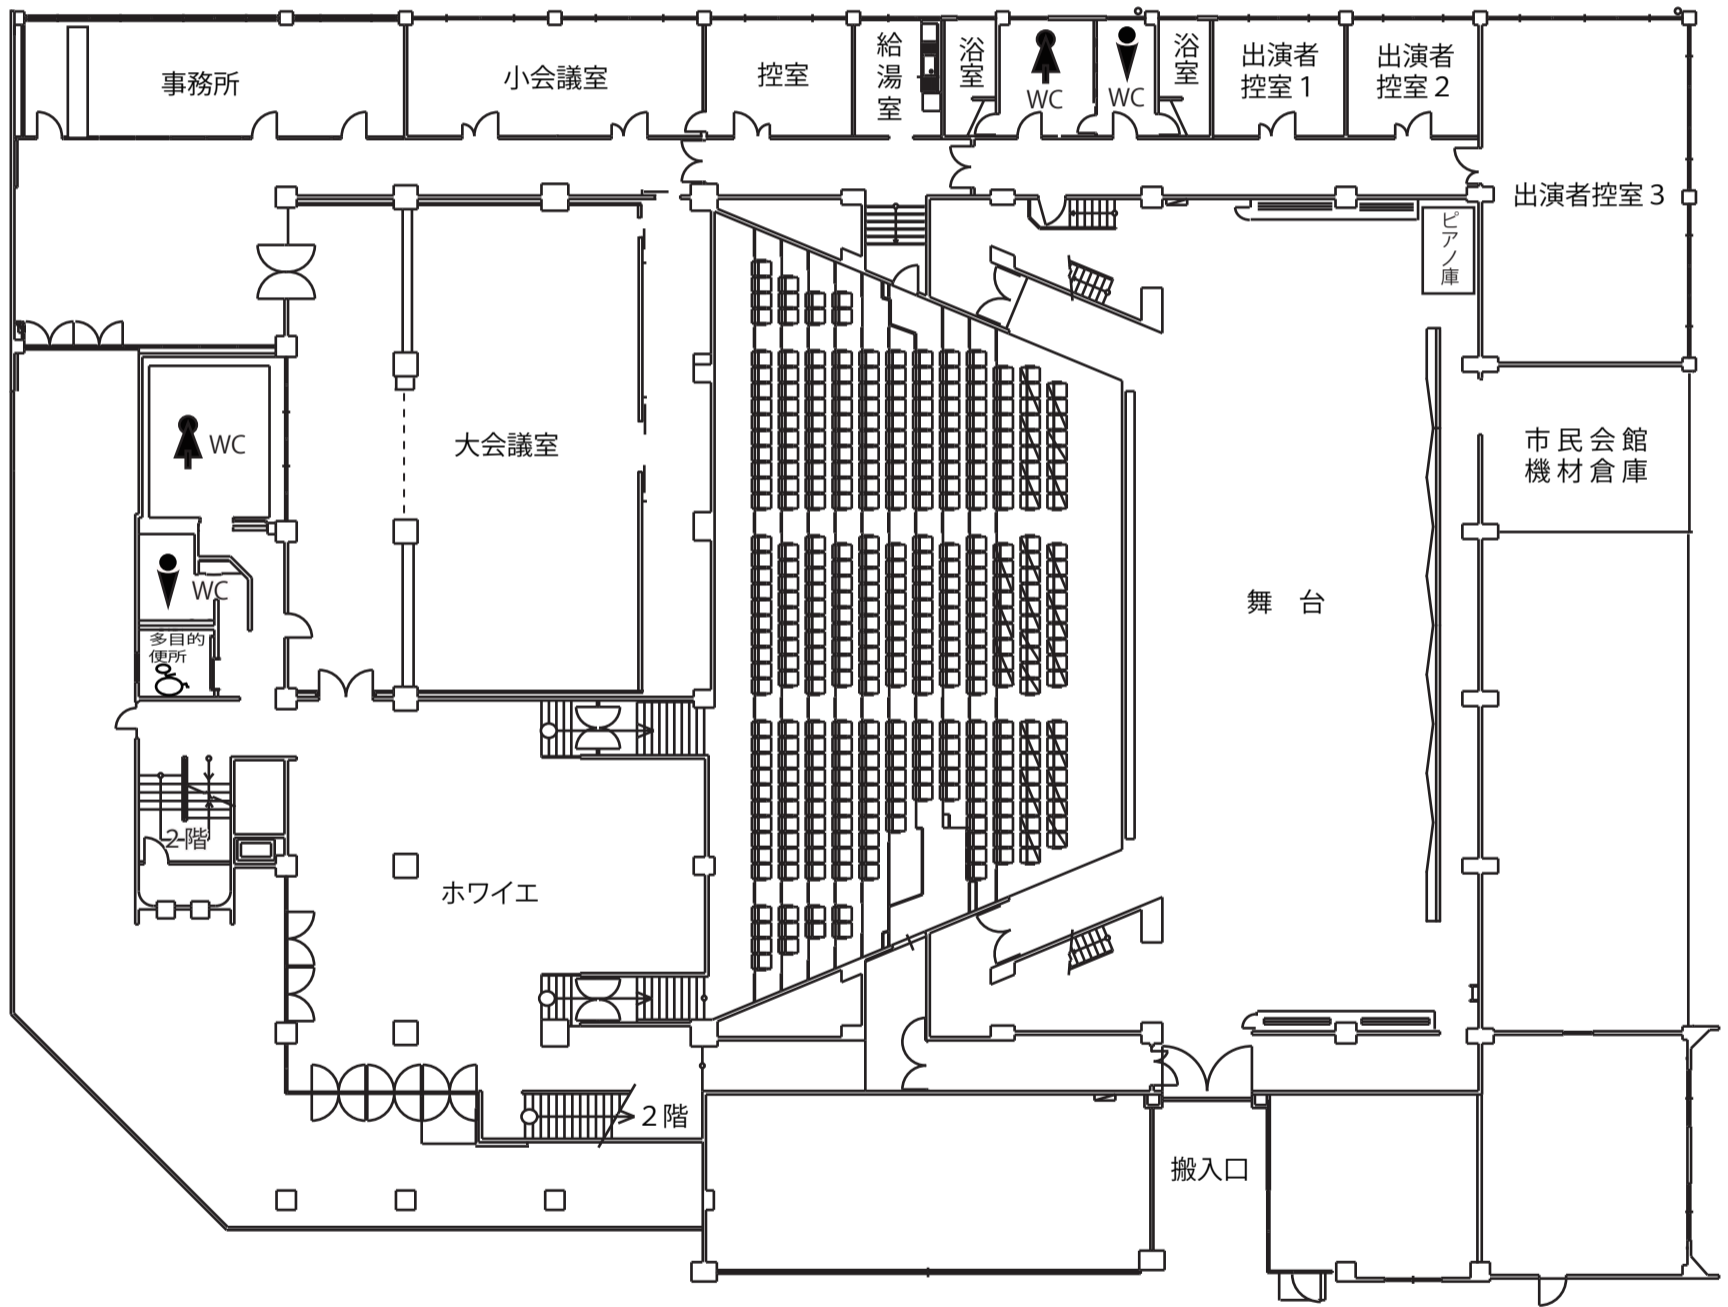 事務所
小会議室
控室
給湯室
浴室
WC
WC
浴室
出演者
控室1
出演者
控室2
出演者控室3
ピアノ庫
市民会館
機材倉庫
大会議室
WC
WC
多目的
便所
舞 台
2階
ホワイエ
2階
搬入口